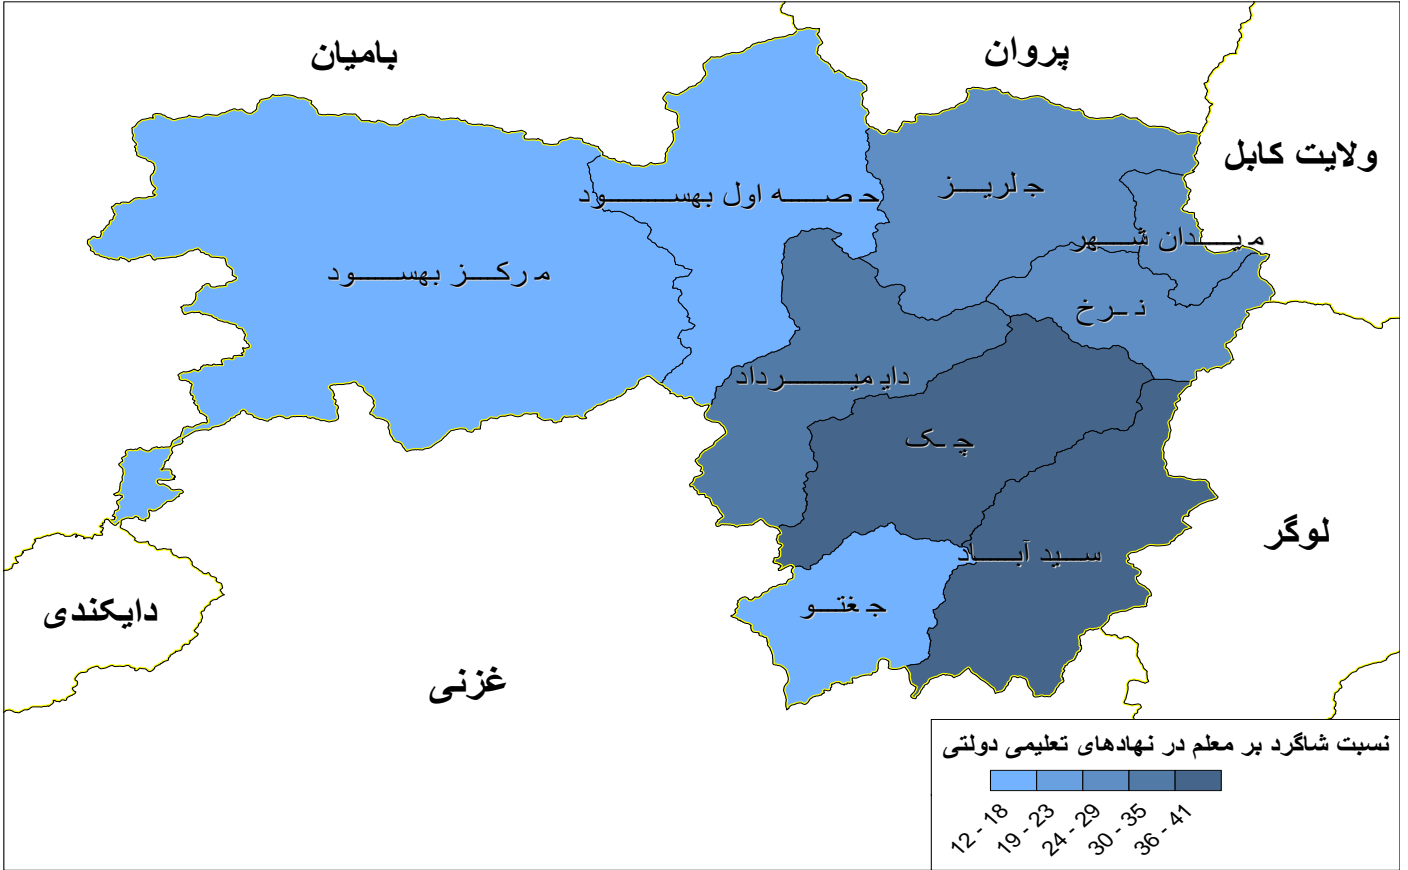 بامیان
پروان
ولایت کابل
جلریز
حصه اول بهسود
میدان شهر
مرکز بهسود
نرخ
دایمیرداد
چک
لوگر
سید آباد
جغتو
دایکندی
غزنی
نسبت شاگرد بر معلم در نهادهای تعلیمی دولتی
12 - 18
19 - 23
24 - 29
30 - 35
36 - 41